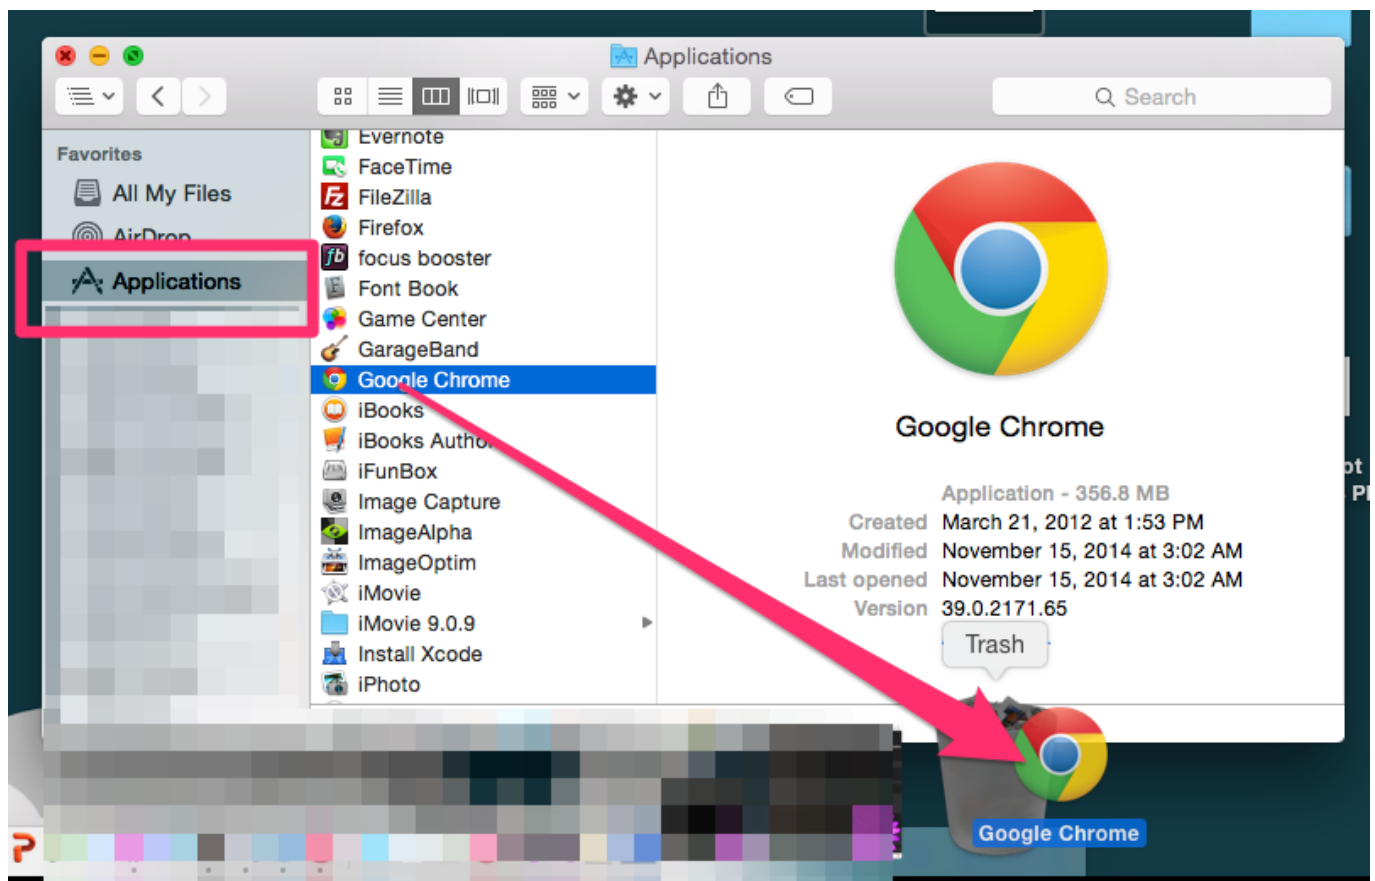 Applications
Search
Favorites
All My Files
AirDrop
Applications
Evernote
FaceTime
FileZilla
Firefox
focus booster
Font Book
Game Center
GarageBand
Google Chrome
iBooks
iBooks Author
iFunBox
Image Capture
ImageAlpha
ImageOptim
iMovie
iMovie 9.0.9
Install Xcode
iPhoto
Google Chrome
Application - 356.8 MB
Created March 21, 2012 at 1:53 PM
Modified November 15, 2014 at 3:02 AM
Last opened November 15, 2014 at 3:02 AM
Version 39.0.2171.65
Trash
Google Chrome